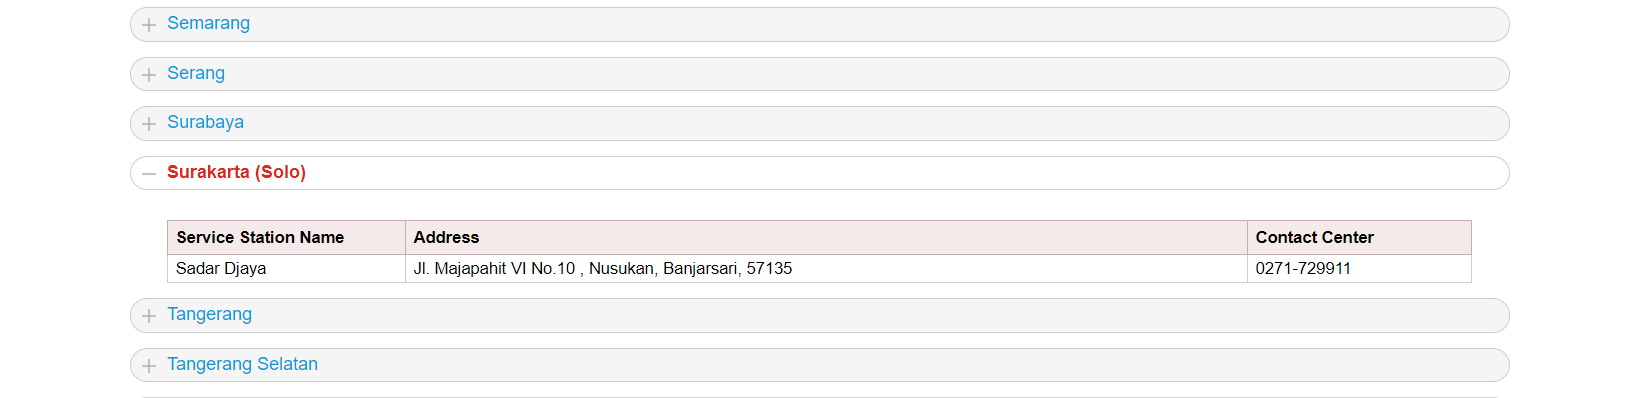 Semarang
Serang
Surabaya
Surakarta (Solo)
Service Station Name Address Contact Center
Sadar Djaya Jl. Majapahit VI No.10 , Nusukan, Banjarsari, 57135 0271-729911
Tangerang
Tangerang Selatan